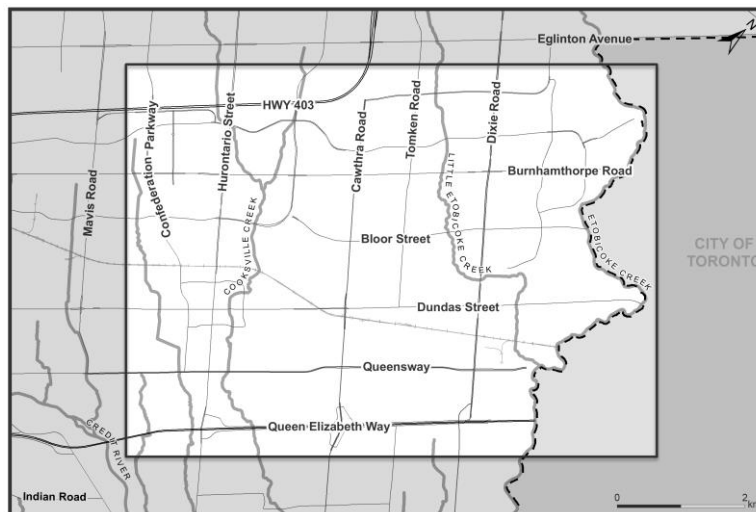 Eglinton Avenue
N
HWY 403
Mavis Road
Confederation Parkway
Hurontario Street
Cawthra Road
Tomken Road
Dixie Road
LITTLE ETOBICOKE CREEK
Burnhamthorpe Road
COOKSVILLE CREEK
Bloor Street
ETOBICOKE CREEK
CITY OF
TORONTO
Dundas Street
Queensway
Queen Elizabeth Way
CREDIT RIVER
Indian Road
0 2